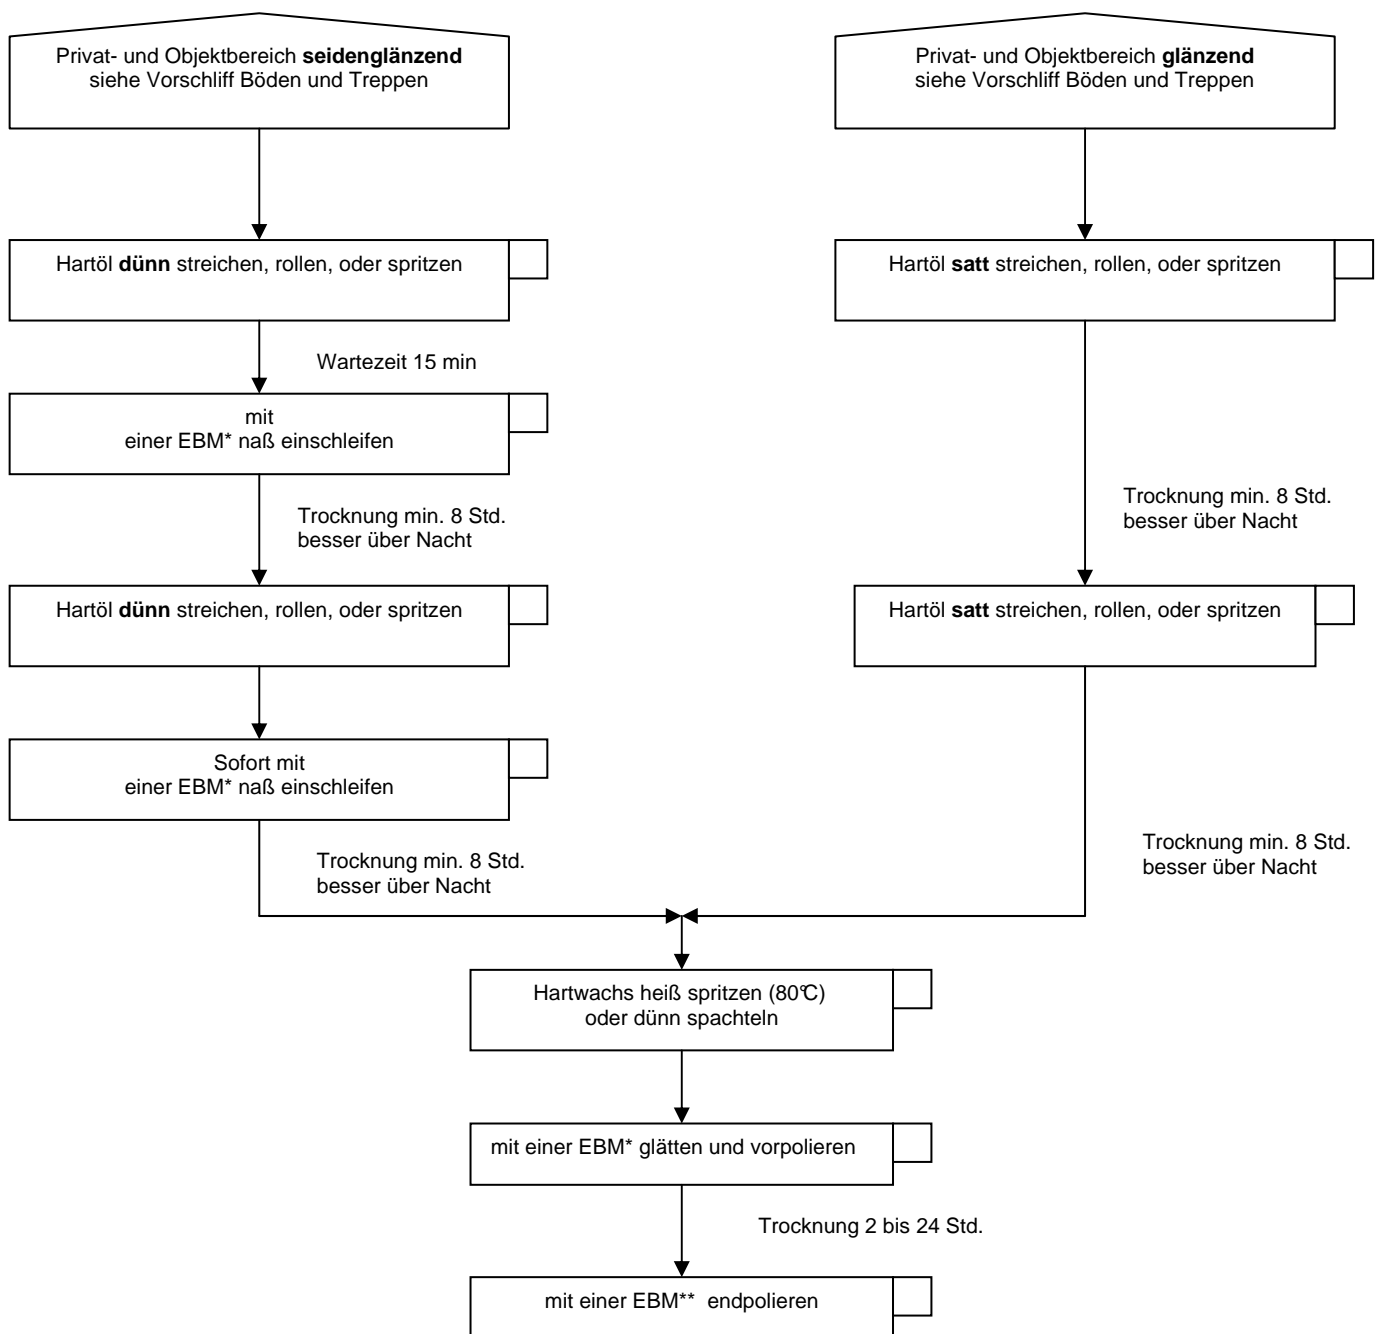 Privat- und Objektbereich seidenglänzend
siehe Vorschliff Böden und Treppen
Hartöl dünn streichen, rollen, oder spritzen
Wartezeit 15 min
mit
einer EBM* naß einschleifen
Trocknung min. 8 Std.
besser über Nacht
Hartöl dünn streichen, rollen, oder spritzen
Sofort mit
einer EBM* naß einschleifen
Trocknung min. 8 Std.
besser über Nacht
Privat- und Objektbereich glänzend
siehe Vorschliff Böden und Treppen
Hartöl satt streichen, rollen, oder spritzen
Trocknung min. 8 Std.
besser über Nacht
Hartöl satt streichen, rollen, oder spritzen
Trocknung min. 8 Std.
besser über Nacht
Hartwachs heiß spritzen (80°C)
oder dünn spachteln
mit einer EBM* glätten und vorpolieren
Trocknung 2 bis 24 Std.
mit einer EBM** endpolieren